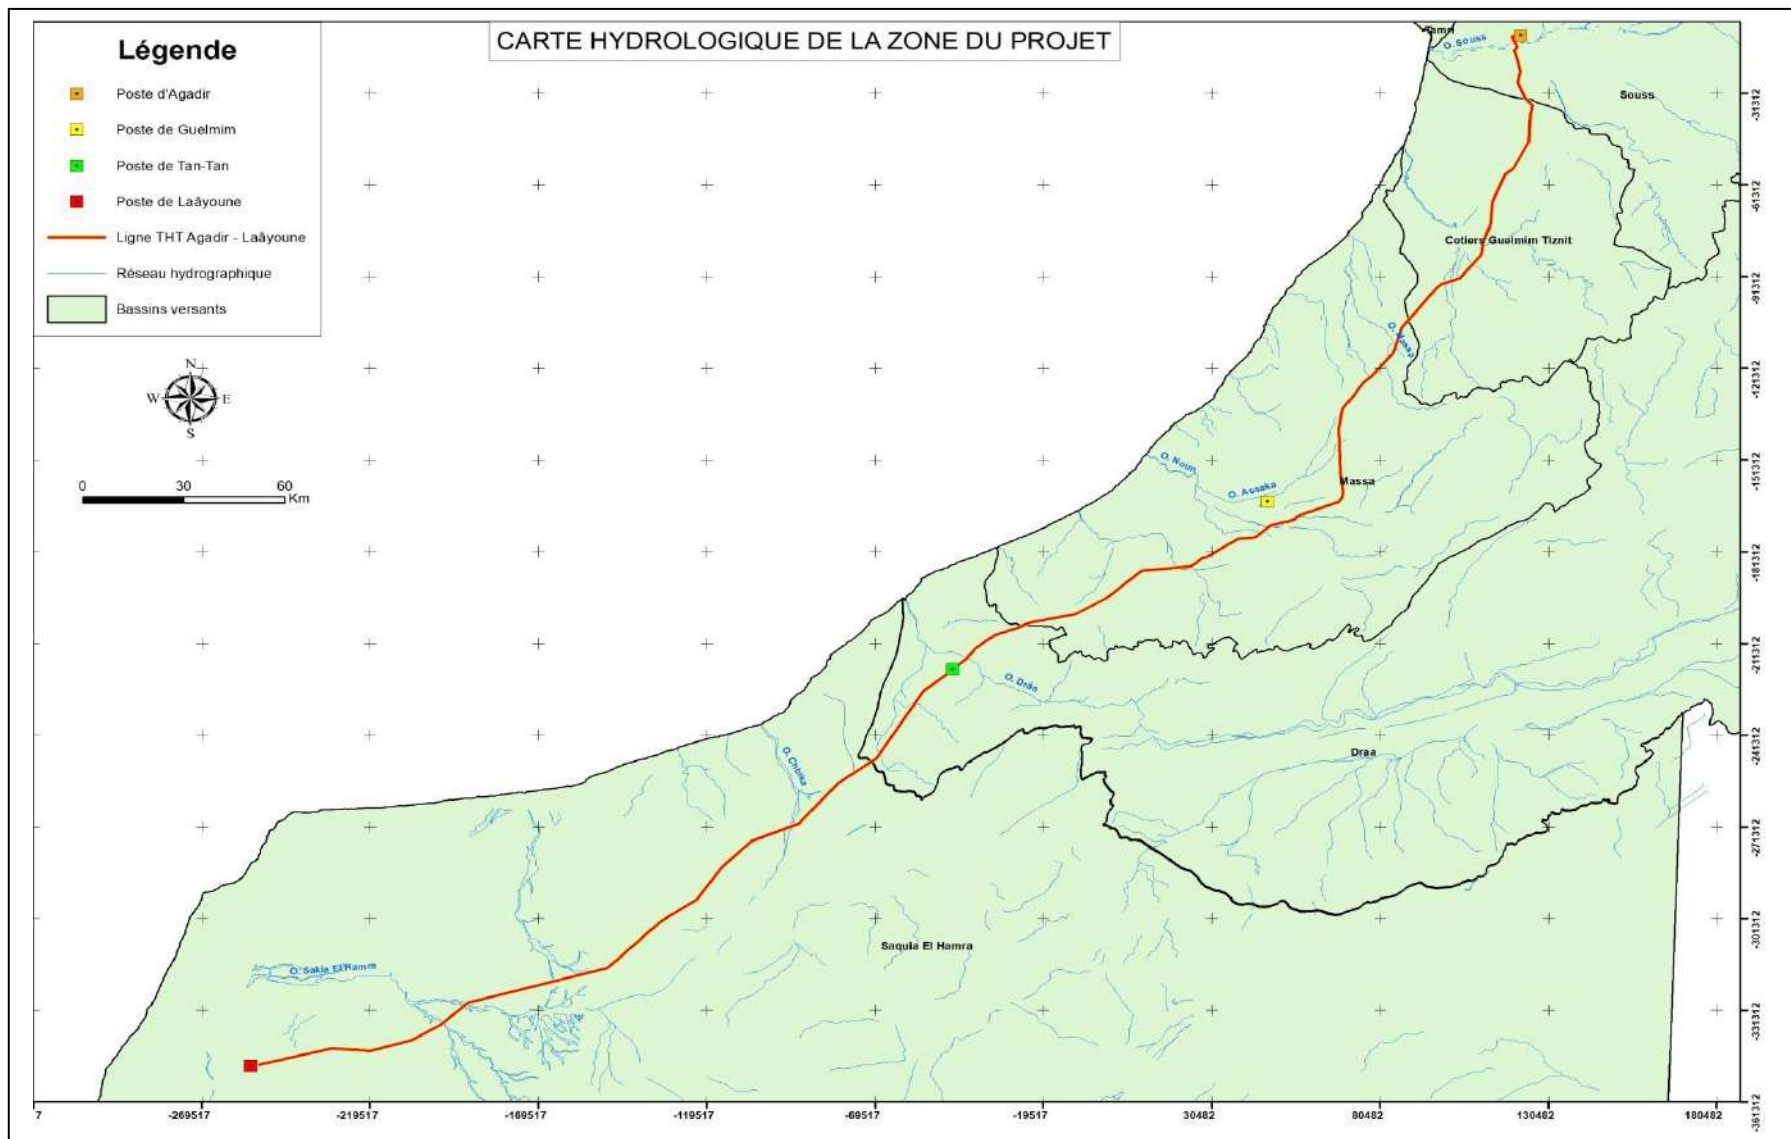 CARTE HYDROLOGIQUE DE LA ZONE DU PROJET
Légende
Poste d'Agadir
Poste de Guelmim
Poste de Tan-Tan
Poste de Laâyoune
Ligne THT Agadir - Laâyoune
Réseau hydrographique
Bassins versants
N
W E
S
0 30 60
Km
Tamri
O. Souss
Souss
Cotiers Guelmim Tiznit
O. Massa
O. Noun
O. Assaka
Massa
O. Drâa
Draa
O. Chbika
Saquia El Hamra
O. Sakia El Hamra
-31312
-61312
-91312
-121312
-151312
-181312
-211312
-241312
-271312
-301312
-331312
-361312
7 -269517 -219517 -169517 -119517 -69517 -19517 30482 80482 130482 180482